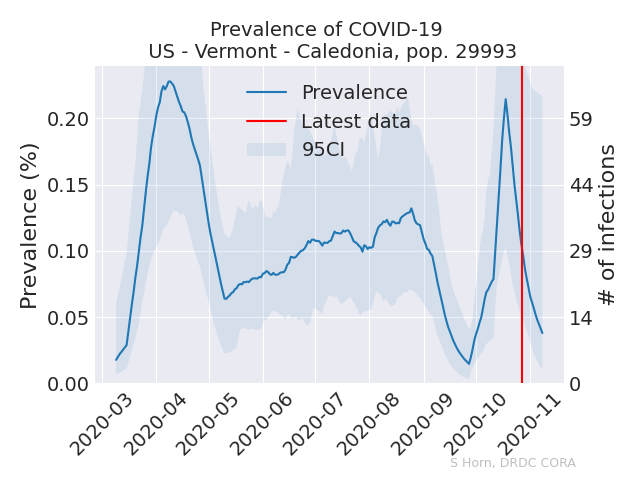 Prevalence of COVID-19
US - Vermont - Caledonia, pop. 29993
Prevalence
Latest data
95CI
Prevalence (%)
0.20
0.15
0.10
0.05
0.00
59
44
29
14
0
# of infections
2020-03
2020-04
2020-05
2020-06
2020-07
2020-08
2020-09
2020-10
2020-11
S Horn, DRDC CORA